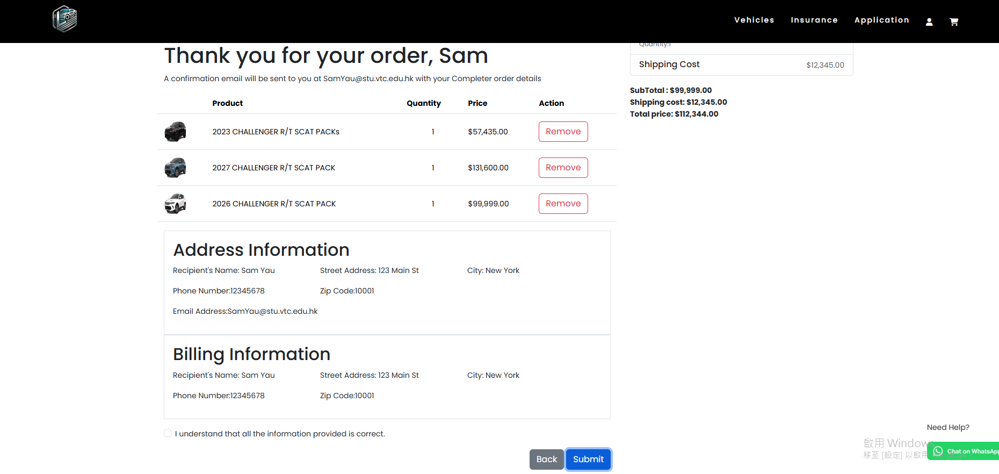 Vehicles Insurance Application
Thank you for your order, Sam
A confirmation email will be sent to you at SamYau@stu.vtc.edu.hk with your Completer order details
Product Quantity Price Action
2023 CHALLENGER R/T SCAT PACKs 1 $57,435.00 Remove
2027 CHALLENGER R/T SCAT PACK 1 $131,600.00 Remove
2026 CHALLENGER R/T SCAT PACK 1 $99,999.00 Remove
Address Information
Recipient's Name: Sam Yau Street Address: 123 Main St City: New York
Phone Number:12345678 Zip Code:10001
Email Address:SamYau@stu.vtc.edu.hk
Billing Information
Recipient's Name: Sam Yau Street Address: 123 Main St City: New York
Phone Number:12345678 Zip Code:10001
I understand that all the information provided is correct.
Back Submit
Quantity:1
Shipping Cost $12,345.00
SubTotal : $99,999.00
Shipping cost: $12,345.00
Total price: $112,344.00
Need Help?
啟用 Windows
移至 [設定] 以啟用 Windows。
Chat on WhatsApp